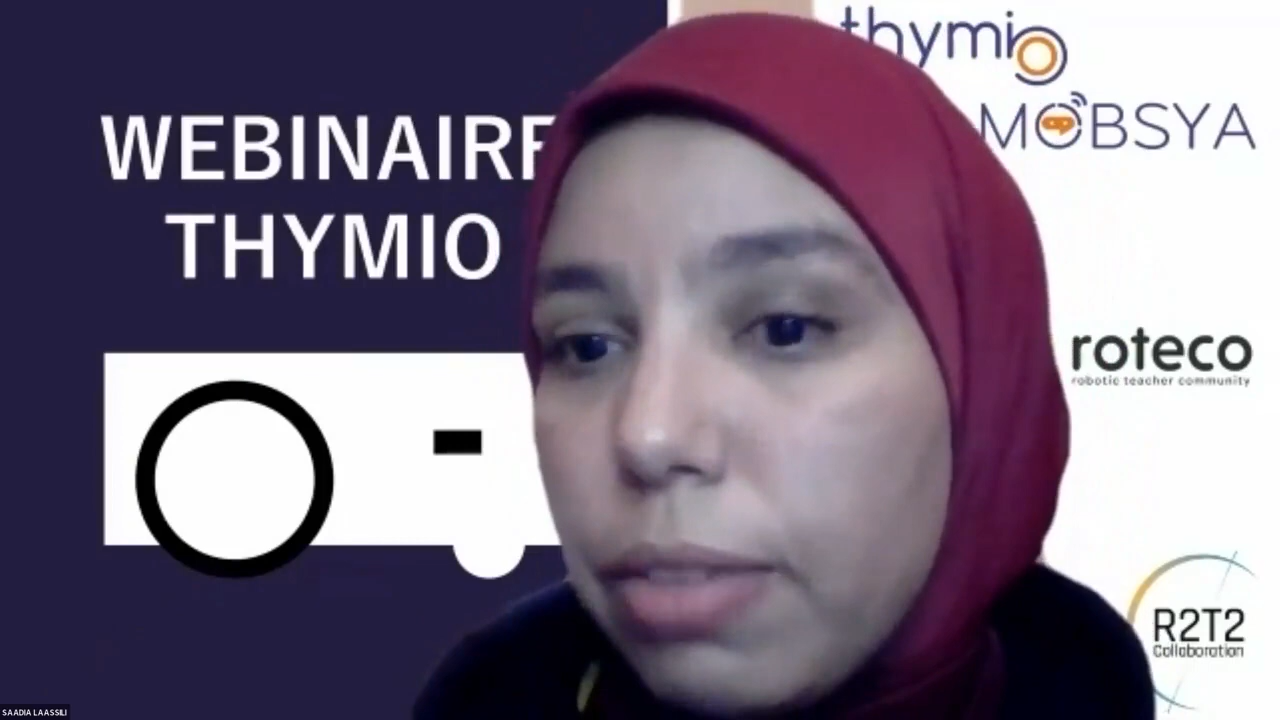 WEBINAIRE
THYMIO
thymio
MOBSYA
roteco
robotic teacher community
R2T2
Collaboration
SAADIA LAASSILI